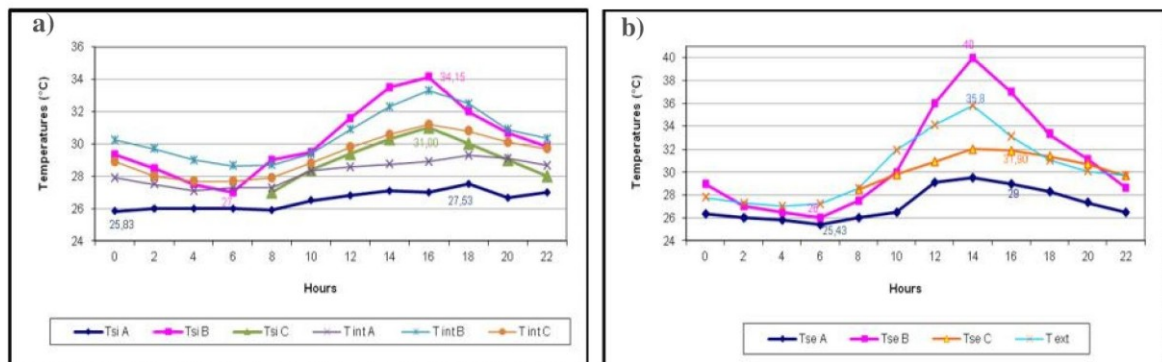 a)
36
34
32
30
28
26
24
Temperatures (°C)
34,15
31,00
27
27,53
25,83
0 2 4 6 8 10 12 14 16 18 20 22
Hours
Tsi A Tsi B Tsi C T int A T int B T int C
b)
40
38
36
34
32
30
28
26
24
Temperatures (°C)
40
35,8
31,90
29
26
25,43
0 2 4 6 8 10 12 14 16 18 20 22
Hours
Tse A Tse B Tse C T ext